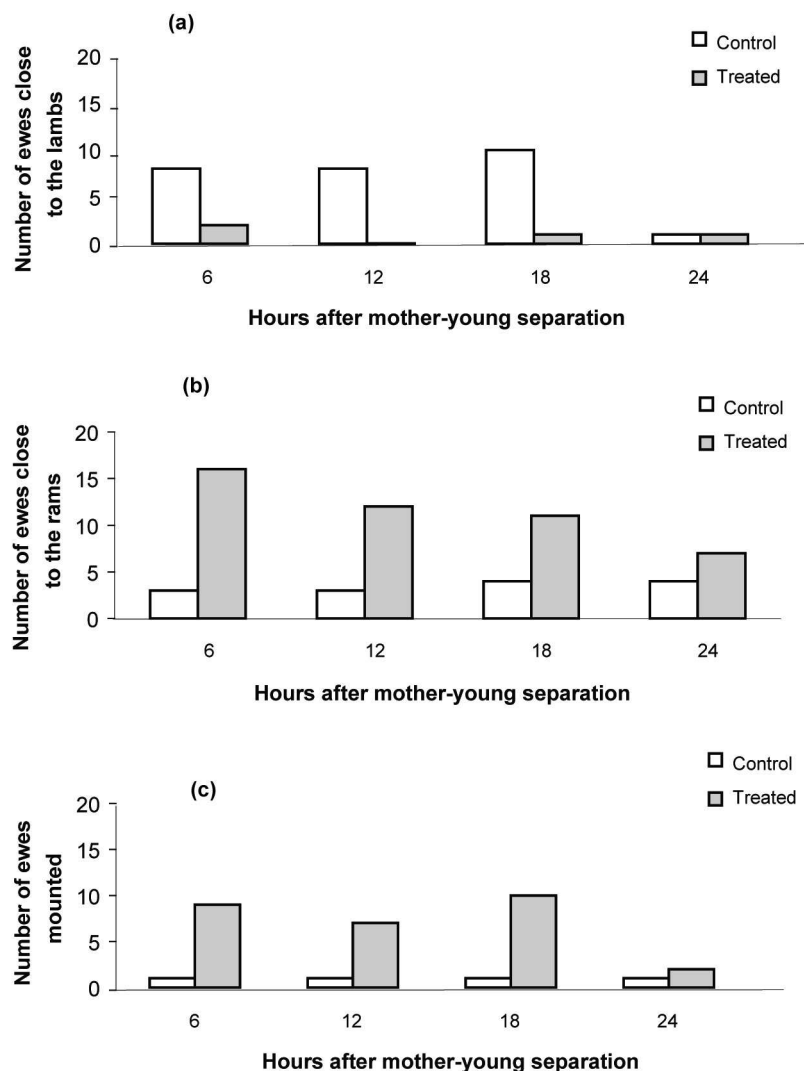 (a)
Control
Treated
20
15
10
5
0
Number of ewes close
to the lambs
6 12 18 24
Hours after mother-young separation
(b)
Control
Treated
20
15
10
5
0
Number of ewes close
to the rams
6 12 18 24
Hours after mother-young separation
(c)
Control
Treated
20
15
10
5
0
Number of ewes
mounted
6 12 18 24
Hours after mother-young separation